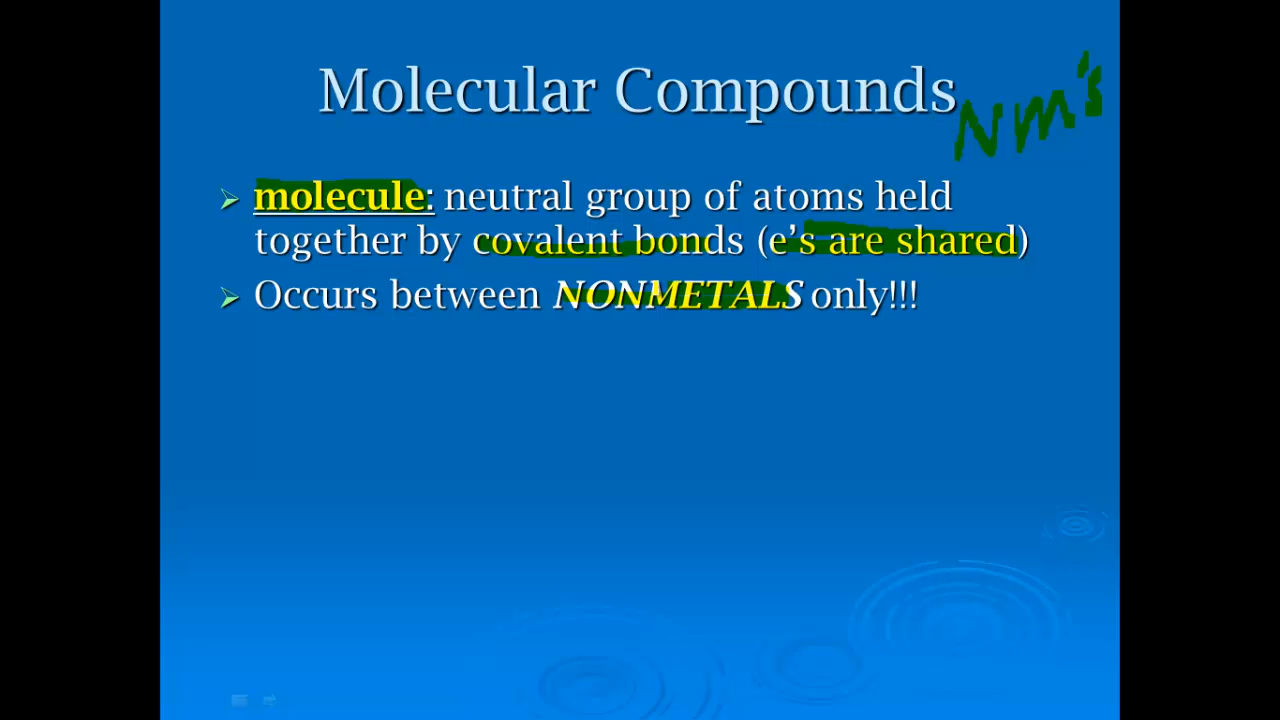 Molecular Compounds
NM's
molecule: neutral group of atoms held
together by covalent bonds (e's are shared)
Occurs between NONMETALS only!!!